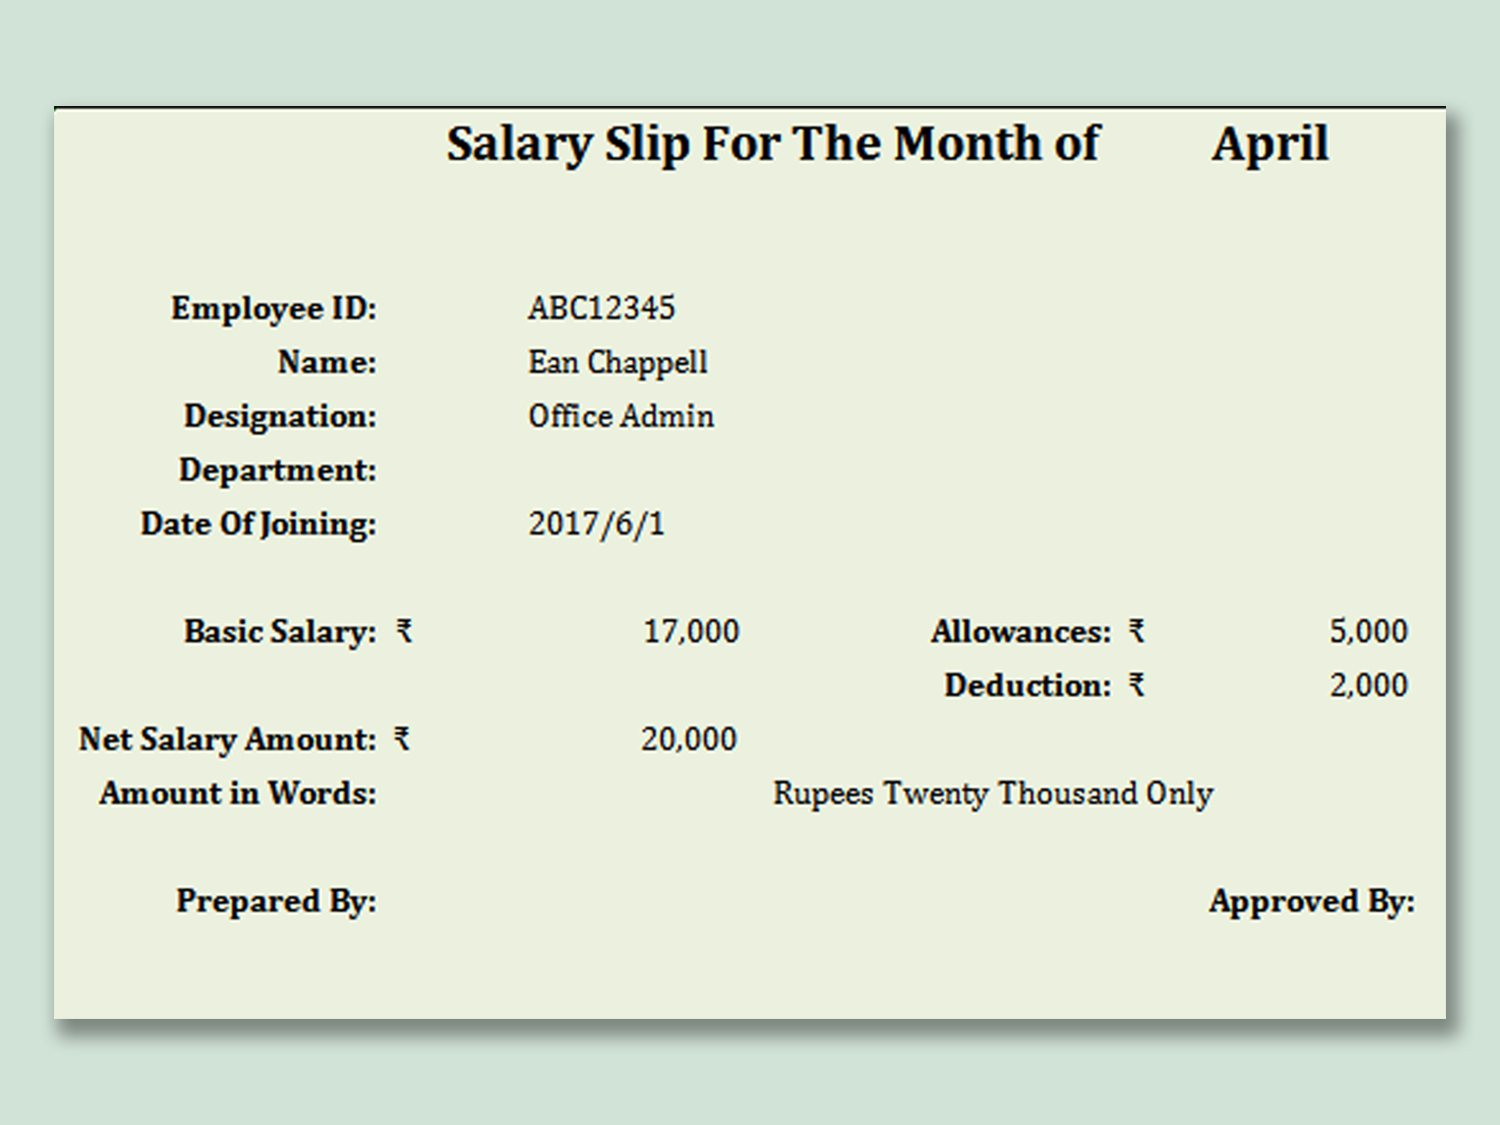 Salary Slip For The Month of April
Employee ID: ABC12345
Name: Ean Chappell
Designation: Office Admin
Department:
Date Of Joining: 2017/6/1
Basic Salary: ₹ 17,000 Allowances: ₹ 5,000
Deduction: ₹ 2,000
Net Salary Amount: ₹ 20,000
Amount in Words: Rupees Twenty Thousand Only
Prepared By: Approved By: